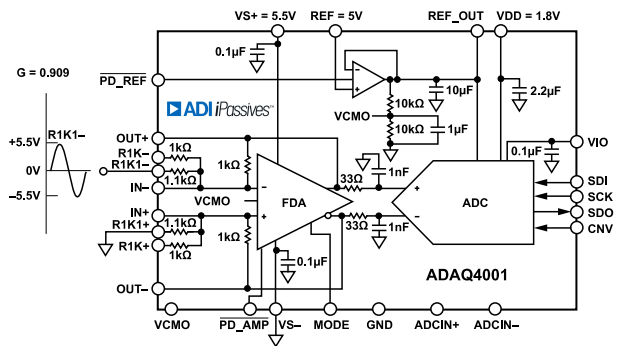 VS+ = 5.5V REF = 5V REF_OUT VDD = 1.8V
0.1µF
G = 0.909
PD_REF
10µF
2.2µF
ADI iPassives™
10kΩ
VCMO
10kΩ
1µF
R1K1–
+5.5V
0V
–5.5V
OUT+
1kΩ
R1K–
R1K1–
1.1kΩ
IN–
1kΩ
VCMO
FDA
33Ω
1nF
0.1µF
VIO
IN+
R1K1+
1.1kΩ
R1K+
1kΩ
1kΩ
33Ω
1nF
ADC
SDI
SCK
SDO
CNV
0.1µF
OUT–
ADAQ4001
VCMO PD_AMP VS– MODE GND ADCIN+ ADCIN–